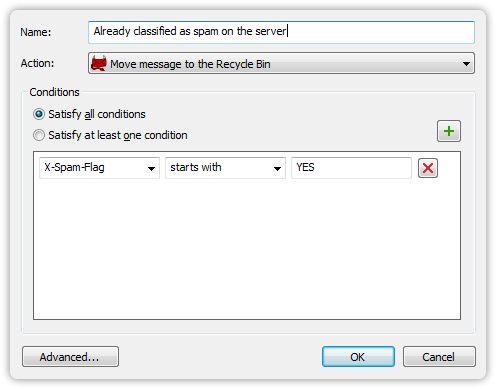 Name: Already classified as spam on the server
Action: Move message to the Recycle Bin
Conditions
Satisfy all conditions
Satisfy at least one condition
X-Spam-Flag starts with YES
Advanced... OK Cancel